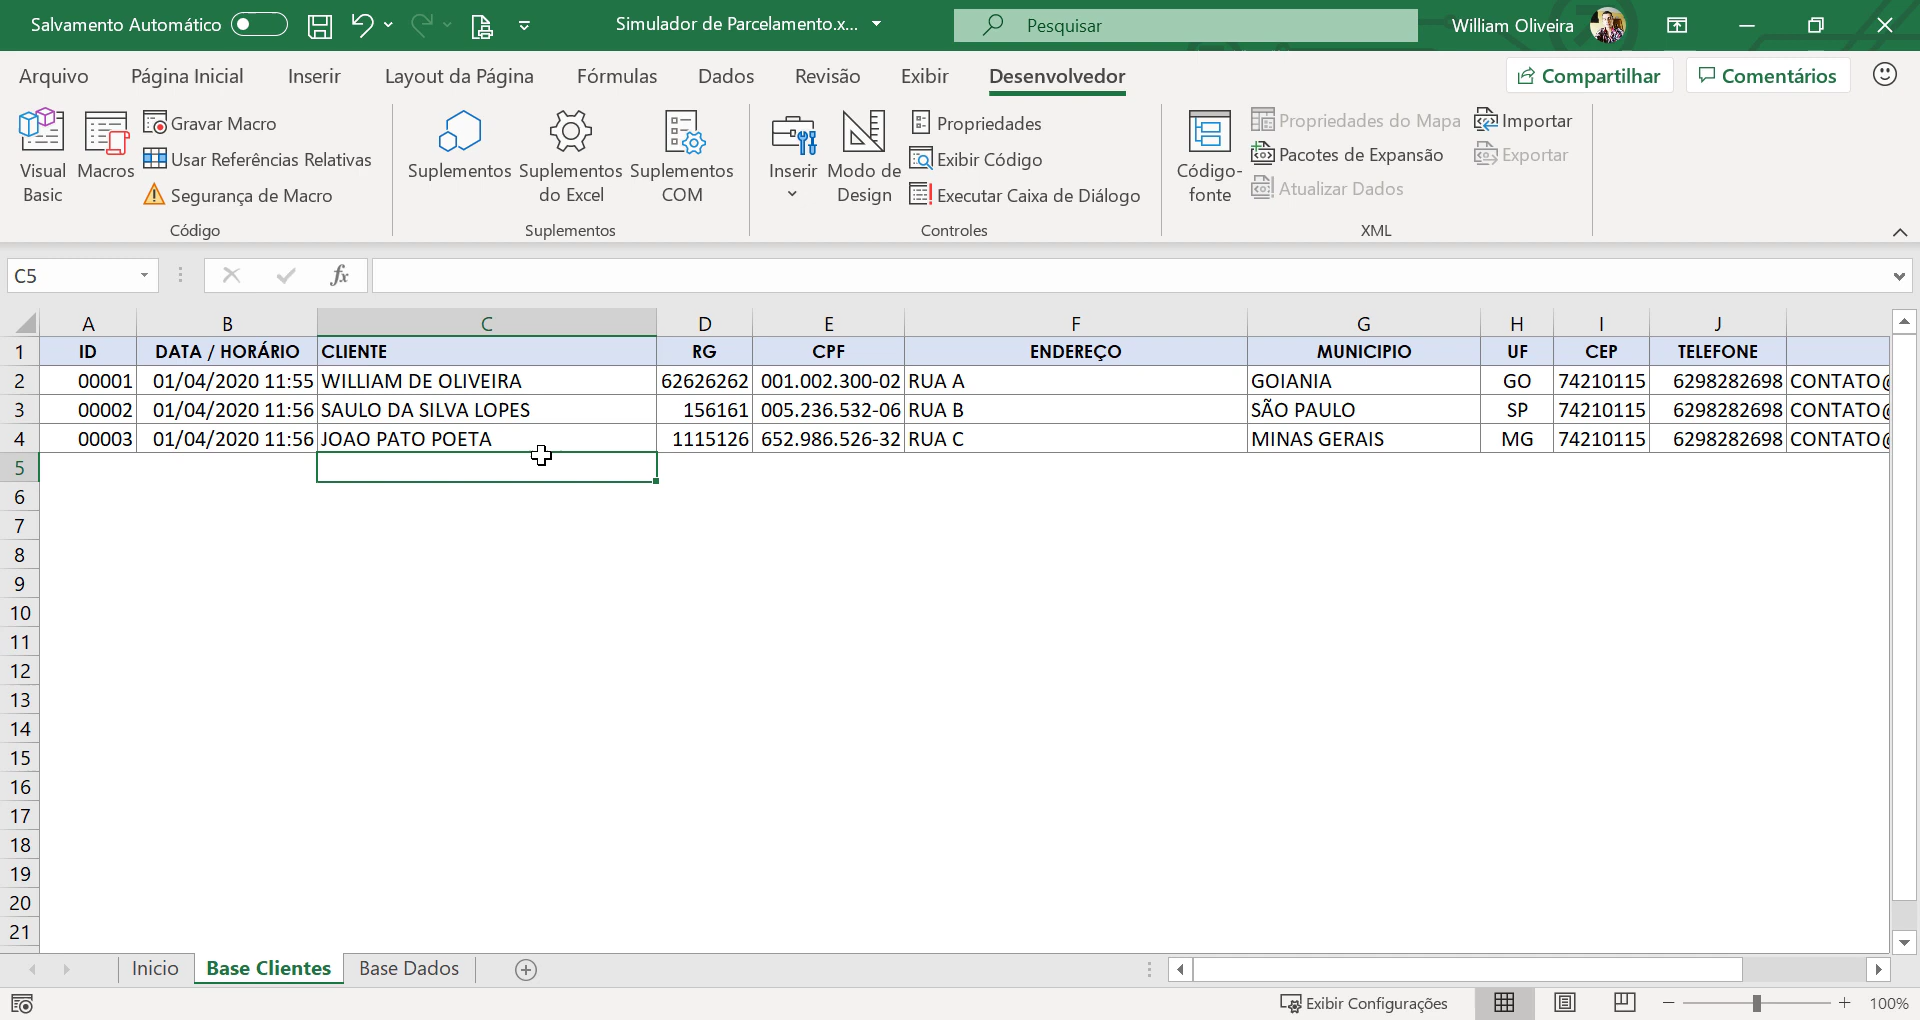 Salvamento Automático
Simulador de Parcelamento.x...
Pesquisar
William Oliveira
Arquivo
Página Inicial
Inserir
Layout da Página
Fórmulas
Dados
Revisão
Exibir
Desenvolvedor
Compartilhar
Comentários
Visual Basic
Macros
Gravar Macro
Usar Referências Relativas
Segurança de Macro
Código
Suplementos
Suplementos do Excel
Suplementos COM
Suplementos
Inserir
Modo de Design
Propriedades
Exibir Código
Executar Caixa de Diálogo
Controles
Código-fonte
Propriedades do Mapa
Pacotes de Expansão
Atualizar Dados
Importar
Exportar
XML
C5
fx
A B C D E F G H I J
1 ID DATA / HORÁRIO CLIENTE RG CPF ENDEREÇO MUNICIPIO UF CEP TELEFONE
2 00001 01/04/2020 11:55 WILLIAM DE OLIVEIRA 62626262 001.002.300-02 RUA A GOIANIA GO 74210115 6298282698 CONTATO@
3 00002 01/04/2020 11:56 SAULO DA SILVA LOPES 156161 005.236.532-06 RUA B SÃO PAULO SP 74210115 6298282698 CONTATO@
4 00003 01/04/2020 11:56 JOAO PATO POETA 1115126 652.986.526-32 RUA C MINAS GERAIS MG 74210115 6298282698 CONTATO@
5
6
7
8
9
10
11
12
13
14
15
16
17
18
19
20
21
Inicio
Base Clientes
Base Dados
Exibir Configurações
100%